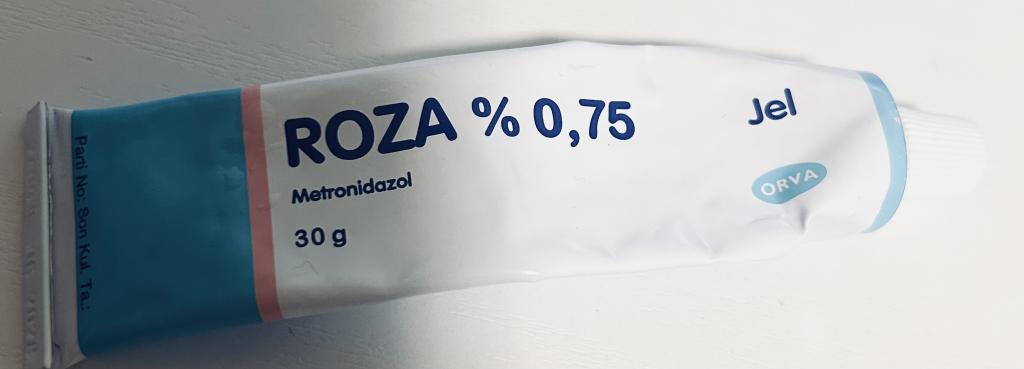 ROZA % 0,75
Jel
Metronidazol
30 g
ORVA
Parti No: Son Kul. Ta.: